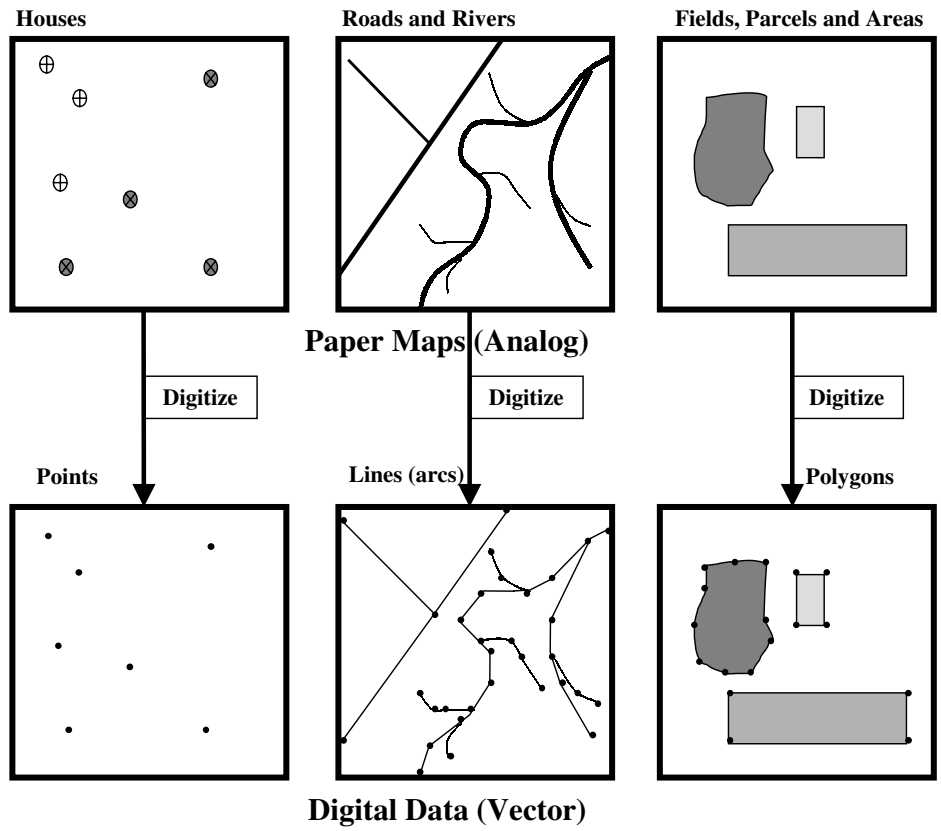 Houses
Roads and Rivers
Fields, Parcels and Areas
Paper Maps (Analog)
Digitize
Digitize
Digitize
Points
Lines (arcs)
Polygons
Digital Data (Vector)